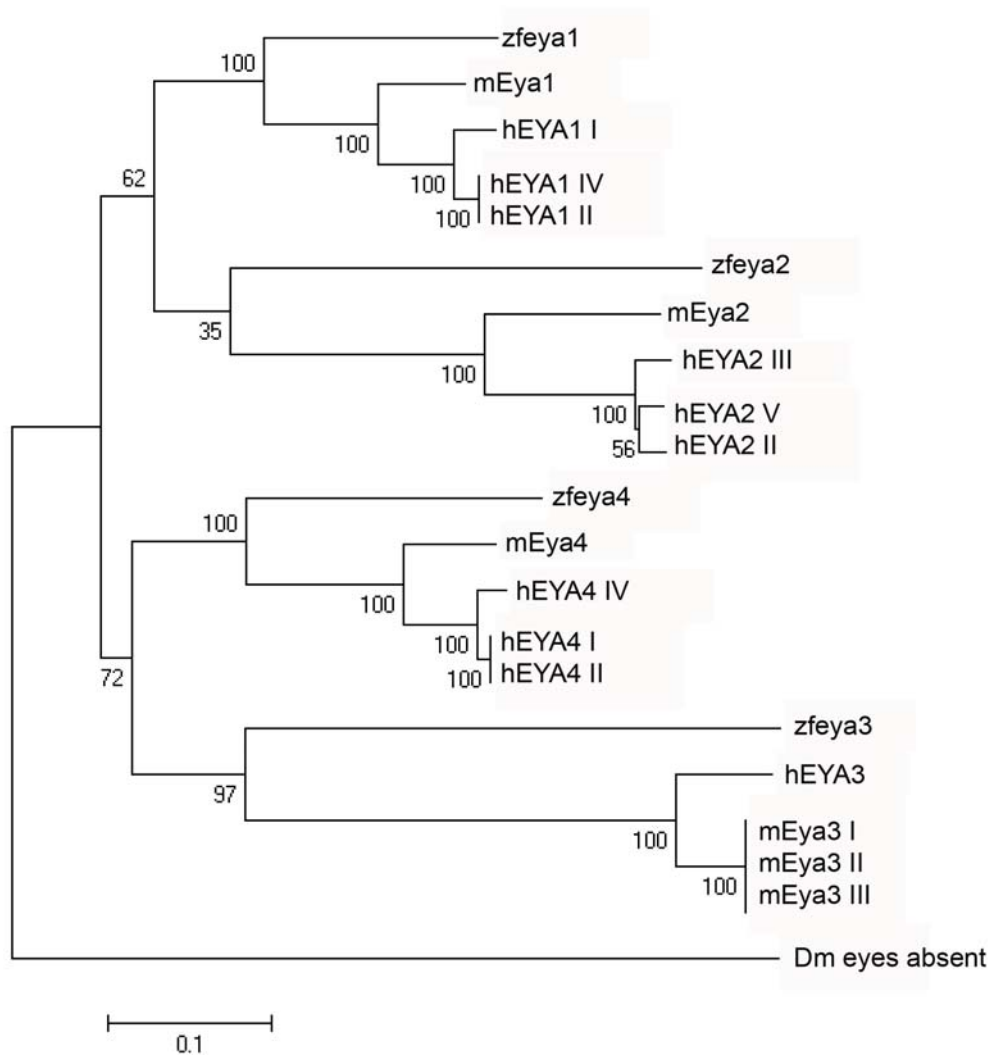 zfeya1
100
mEya1
100
hEYA1 I
100
hEYA1 IV
100
hEYA1 II
62
zfeya2
35
mEya2
100
hEYA2 III
100
hEYA2 V
56
hEYA2 II
zfeya4
100
mEya4
100
hEYA4 IV
100
hEYA4 I
100
hEYA4 II
72
zfeya3
97
hEYA3
100
mEya3 I
mEya3 II
100
mEya3 III
Dm eyes absent
0.1